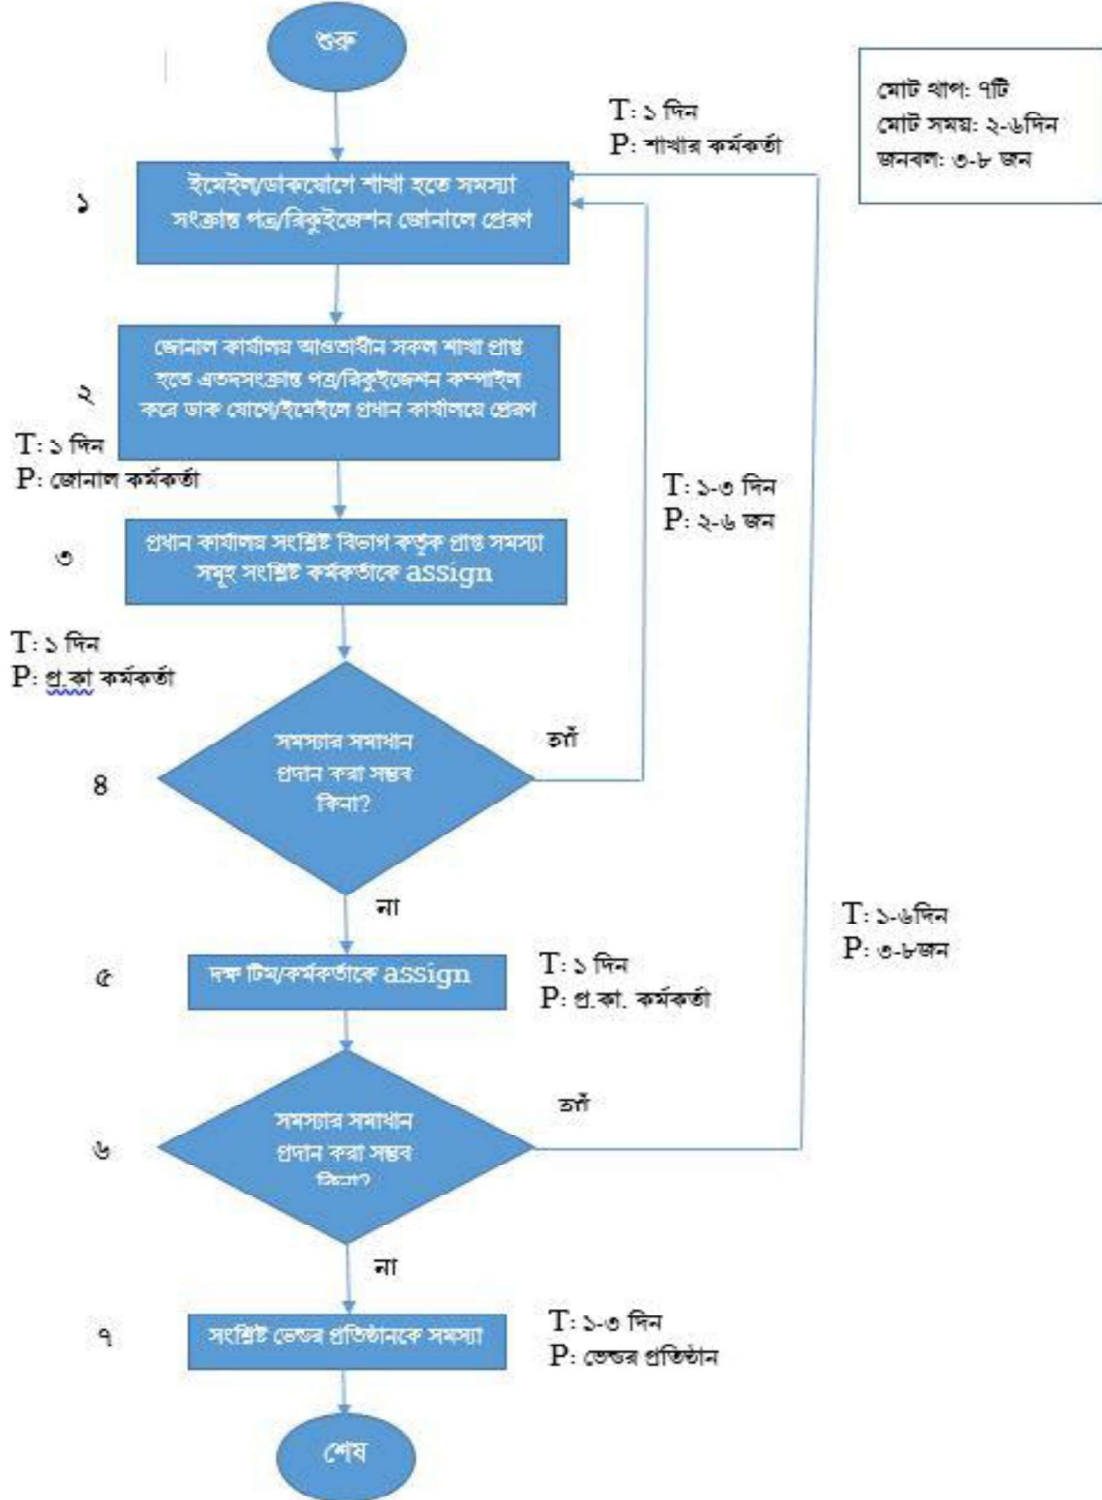 শুরু
মোট ধাপ: ৭টি
মোট সময়: ২-৬দিন
জনবল: ৩-৮ জন
T: ১ দিন
P: শাখার কর্মকর্তা
১
ইমেইল/ডাকযোগে শাখা হতে সমস্যা
সংক্রান্ত পত্র/রিকুইজেশন জোনালে প্রেরণ
২
জোনাল কার্যালয় আওতাধীন সকল শাখা প্রাপ্ত
হতে এতদসংক্রান্ত পত্র/রিকুইজেশন কম্পাইল
করে ডাক যোগে/ইমেইলে প্রধান কার্যালয়ে প্রেরণ
T: ১ দিন
P: জোনাল কর্মকর্তা
T: ১-৩ দিন
P: ২-৬ জন
৩
প্রধান কার্যালয় সংশ্লিষ্ট বিভাগ কর্তৃক প্রাপ্ত সমস্যা
সমূহ সংশ্লিষ্ট কর্মকর্তাকে assign
T: ১ দিন
P: প্র.কা কর্মকর্তা
৪
সমস্যার সমাধান
প্রদান করা সম্ভব
কিনা?
হ্যাঁ
না
T: ১-৬দিন
P: ৩-৮জন
৫
দক্ষ টিম/কর্মকর্তাকে assign
T: ১ দিন
P: প্র.কা. কর্মকর্তা
৬
সমস্যার সমাধান
প্রদান করা সম্ভব
কিনা?
হ্যাঁ
না
৭
সংশ্লিষ্ট ভেন্ডর প্রতিষ্ঠানকে সমস্যা
T: ১-৩ দিন
P: ভেন্ডর প্রতিষ্ঠান
শেষ